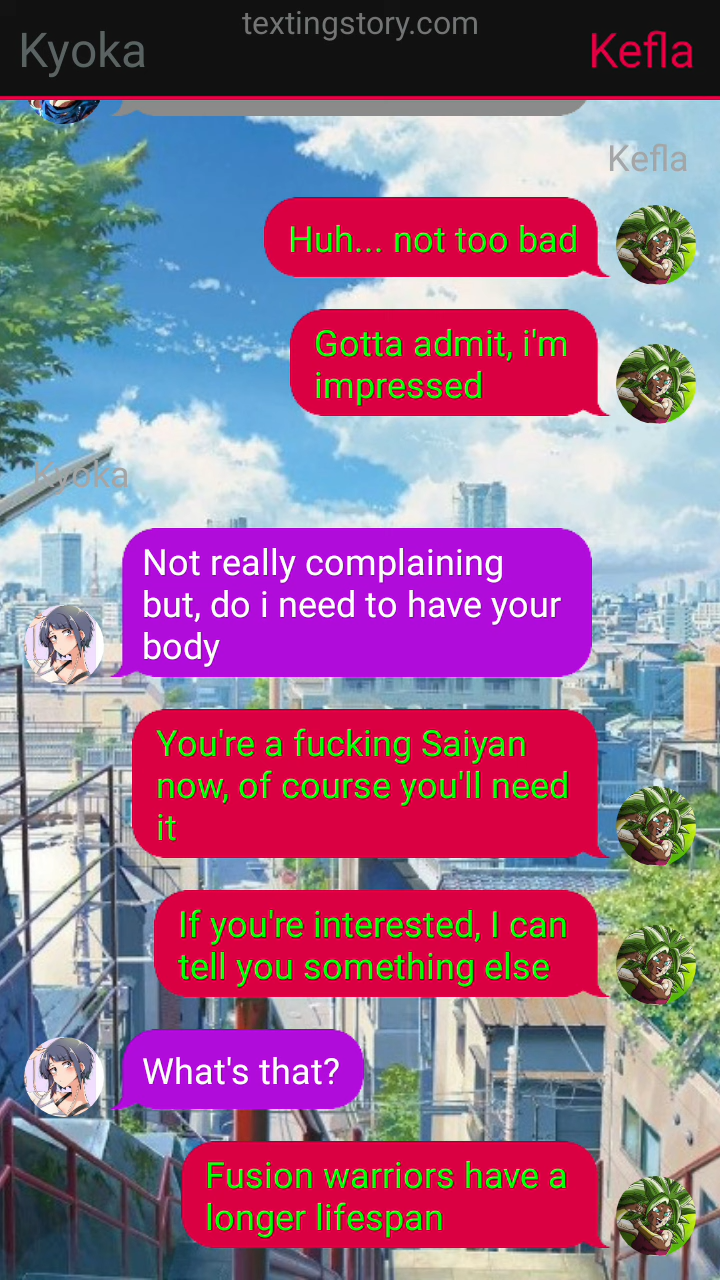 textingstory.com
Kyoka
Kefla
Kefla
Huh... not too bad
Gotta admit, i'm
impressed
Kyoka
Not really complaining
but, do i need to have your
body
You're a fucking Saiyan
now, of course you'll need
it
If you're interested, I can
tell you something else
What's that?
Fusion warriors have a
longer lifespan